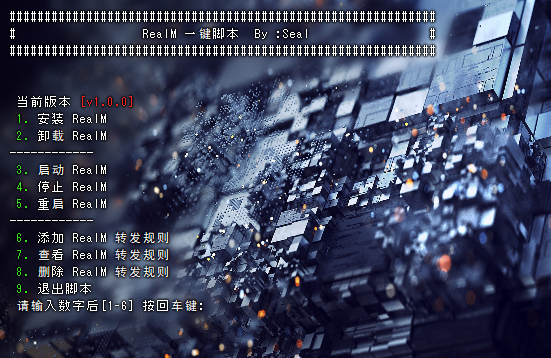 ##############################################################
#                  RealM 一键脚本  By :Seal                  #
##############################################################
当前版本 [v1.0.0]
1. 安装 RealM
2. 卸载 RealM
------------
3. 启动 RealM
4. 停止 RealM
5. 重启 RealM
------------
6. 添加 RealM 转发规则
7. 查看 RealM 转发规则
8. 删除 RealM 转发规则
9. 退出脚本
请输入数字后[1-6] 按回车键: